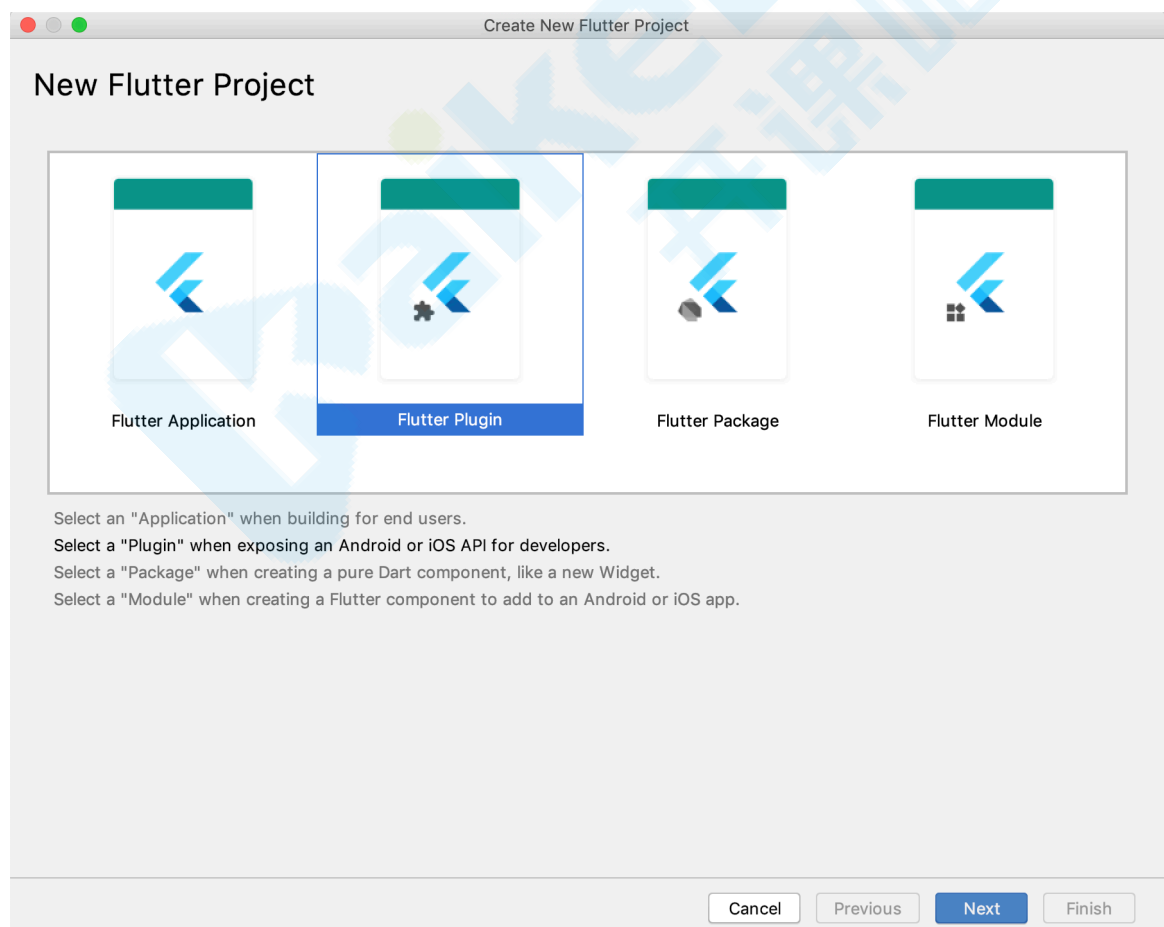 Create New Flutter Project
New Flutter Project
Flutter Application
Flutter Plugin
Flutter Package
Flutter Module
Select an "Application" when building for end users.
Select a "Plugin" when exposing an Android or iOS API for developers.
Select a "Package" when creating a pure Dart component, like a new Widget.
Select a "Module" when creating a Flutter component to add to an Android or iOS app.
Cancel
Previous
Next
Finish